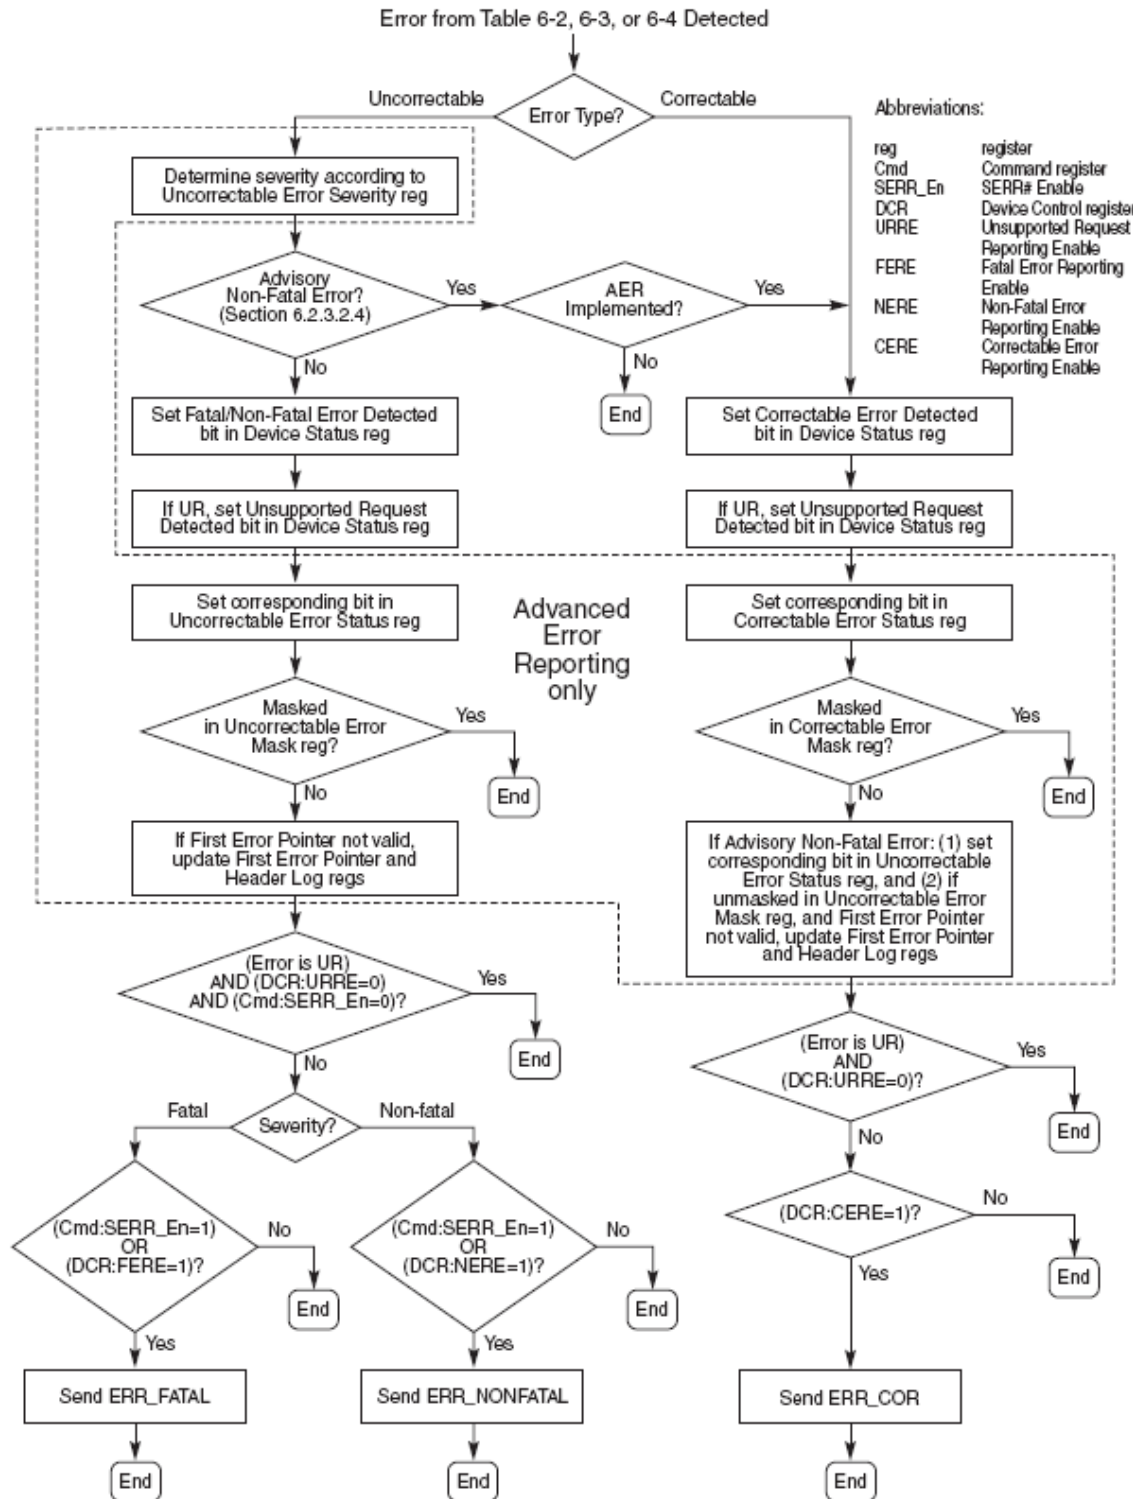 Error from Table 6-2, 6-3, or 6-4 Detected
Uncorrectable
Error Type?
Correctable
Abbreviations:
reg register
Cmd Command register
SERR_En SERR# Enable
DCR Device Control register
URRE Unsupported Request
Reporting Enable
FERE Fatal Error Reporting
Enable
NERE Non-Fatal Error
Reporting Enable
CERE Correctable Error
Reporting Enable
Determine severity according to
Uncorrectable Error Severity reg
Advisory
Non-Fatal Error?
(Section 6.2.3.2.4)
Yes
No
AER
Implemented?
Yes
No
End
Set Fatal/Non-Fatal Error Detected
bit in Device Status reg
Set Correctable Error Detected
bit in Device Status reg
If UR, set Unsupported Request
Detected bit in Device Status reg
If UR, set Unsupported Request
Detected bit in Device Status reg
Set corresponding bit in
Uncorrectable Error Status reg
Advanced
Error
Reporting
only
Set corresponding bit in
Correctable Error Status reg
Masked
in Uncorrectable Error
Mask reg?
Yes
End
No
Masked
in Correctable Error
Mask reg?
Yes
End
No
If First Error Pointer not valid,
update First Error Pointer and
Header Log regs
If Advisory Non-Fatal Error: (1) set
corresponding bit in Uncorrectable
Error Status reg, and (2) if
unmasked in Uncorrectable Error
Mask reg, and First Error Pointer
not valid, update First Error Pointer
and Header Log regs
(Error is UR)
AND (DCR:URRE=0)
AND (Cmd:SERR_En=0)?
Yes
End
No
(Error is UR)
AND
(DCR:URRE=0)?
Yes
End
No
Fatal
Severity?
Non-fatal
(Cmd:SERR_En=1)
OR
(DCR:FERE=1)?
No
End
Yes
(Cmd:SERR_En=1)
OR
(DCR:NERE=1)?
No
End
Yes
(DCR:CERE=1)?
No
End
Yes
Send ERR_FATAL
Send ERR_NONFATAL
Send ERR_COR
End
End
End